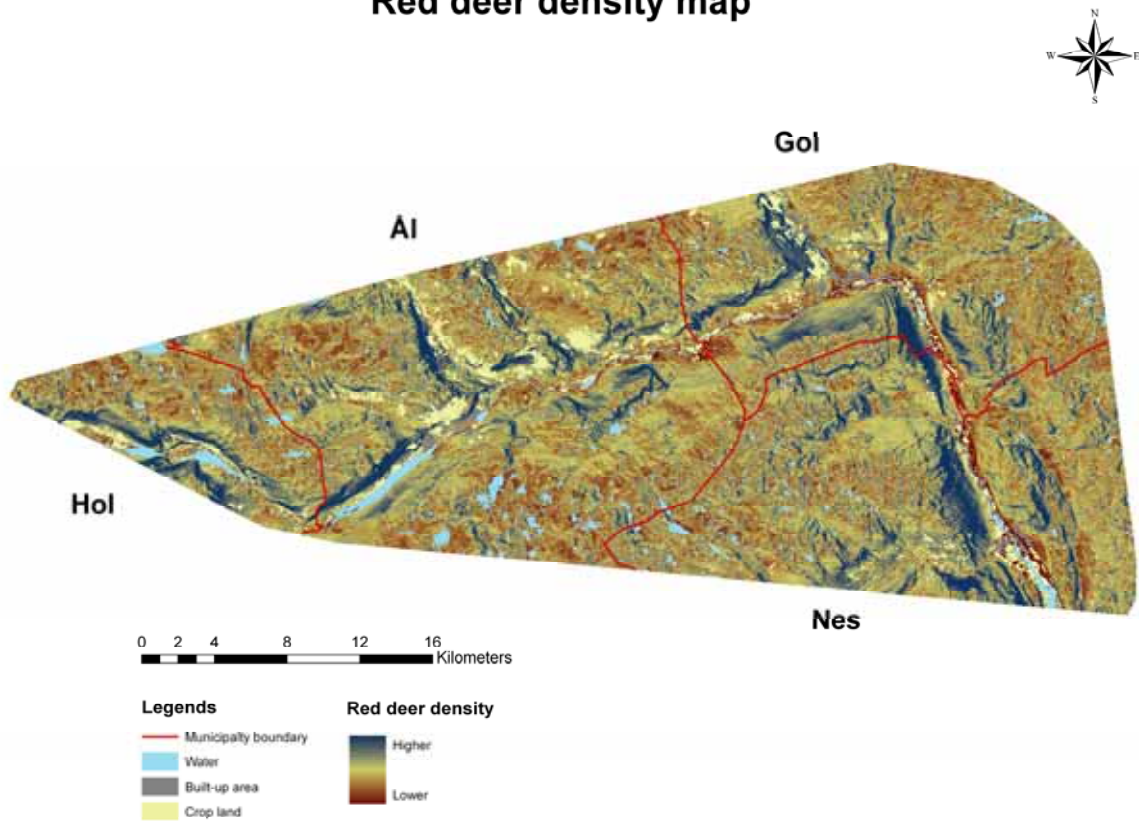 Red deer density map
N
W E
S
Gol
Ål
Hol
Nes
0 2 4 8 12 16
Kilometers
Legends
Municipalty boundary
Water
Built-up area
Crop land
Red deer density
Higher
Lower